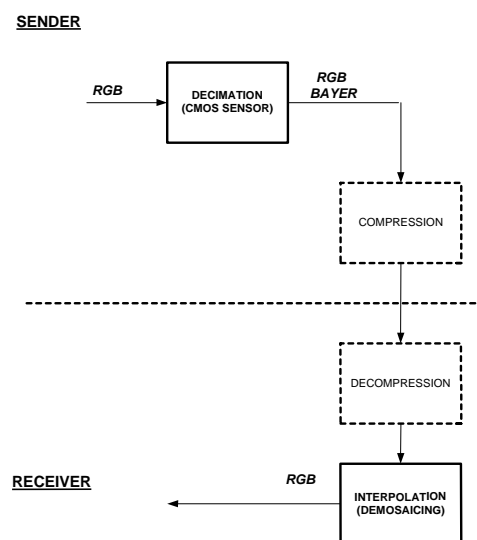 SENDER
RGB
DECIMATION
(CMOS SENSOR)
RGB
BAYER
COMPRESSION
DECOMPRESSION
RECEIVER
RGB
INTERPOLATION
(DEMOSAICING)